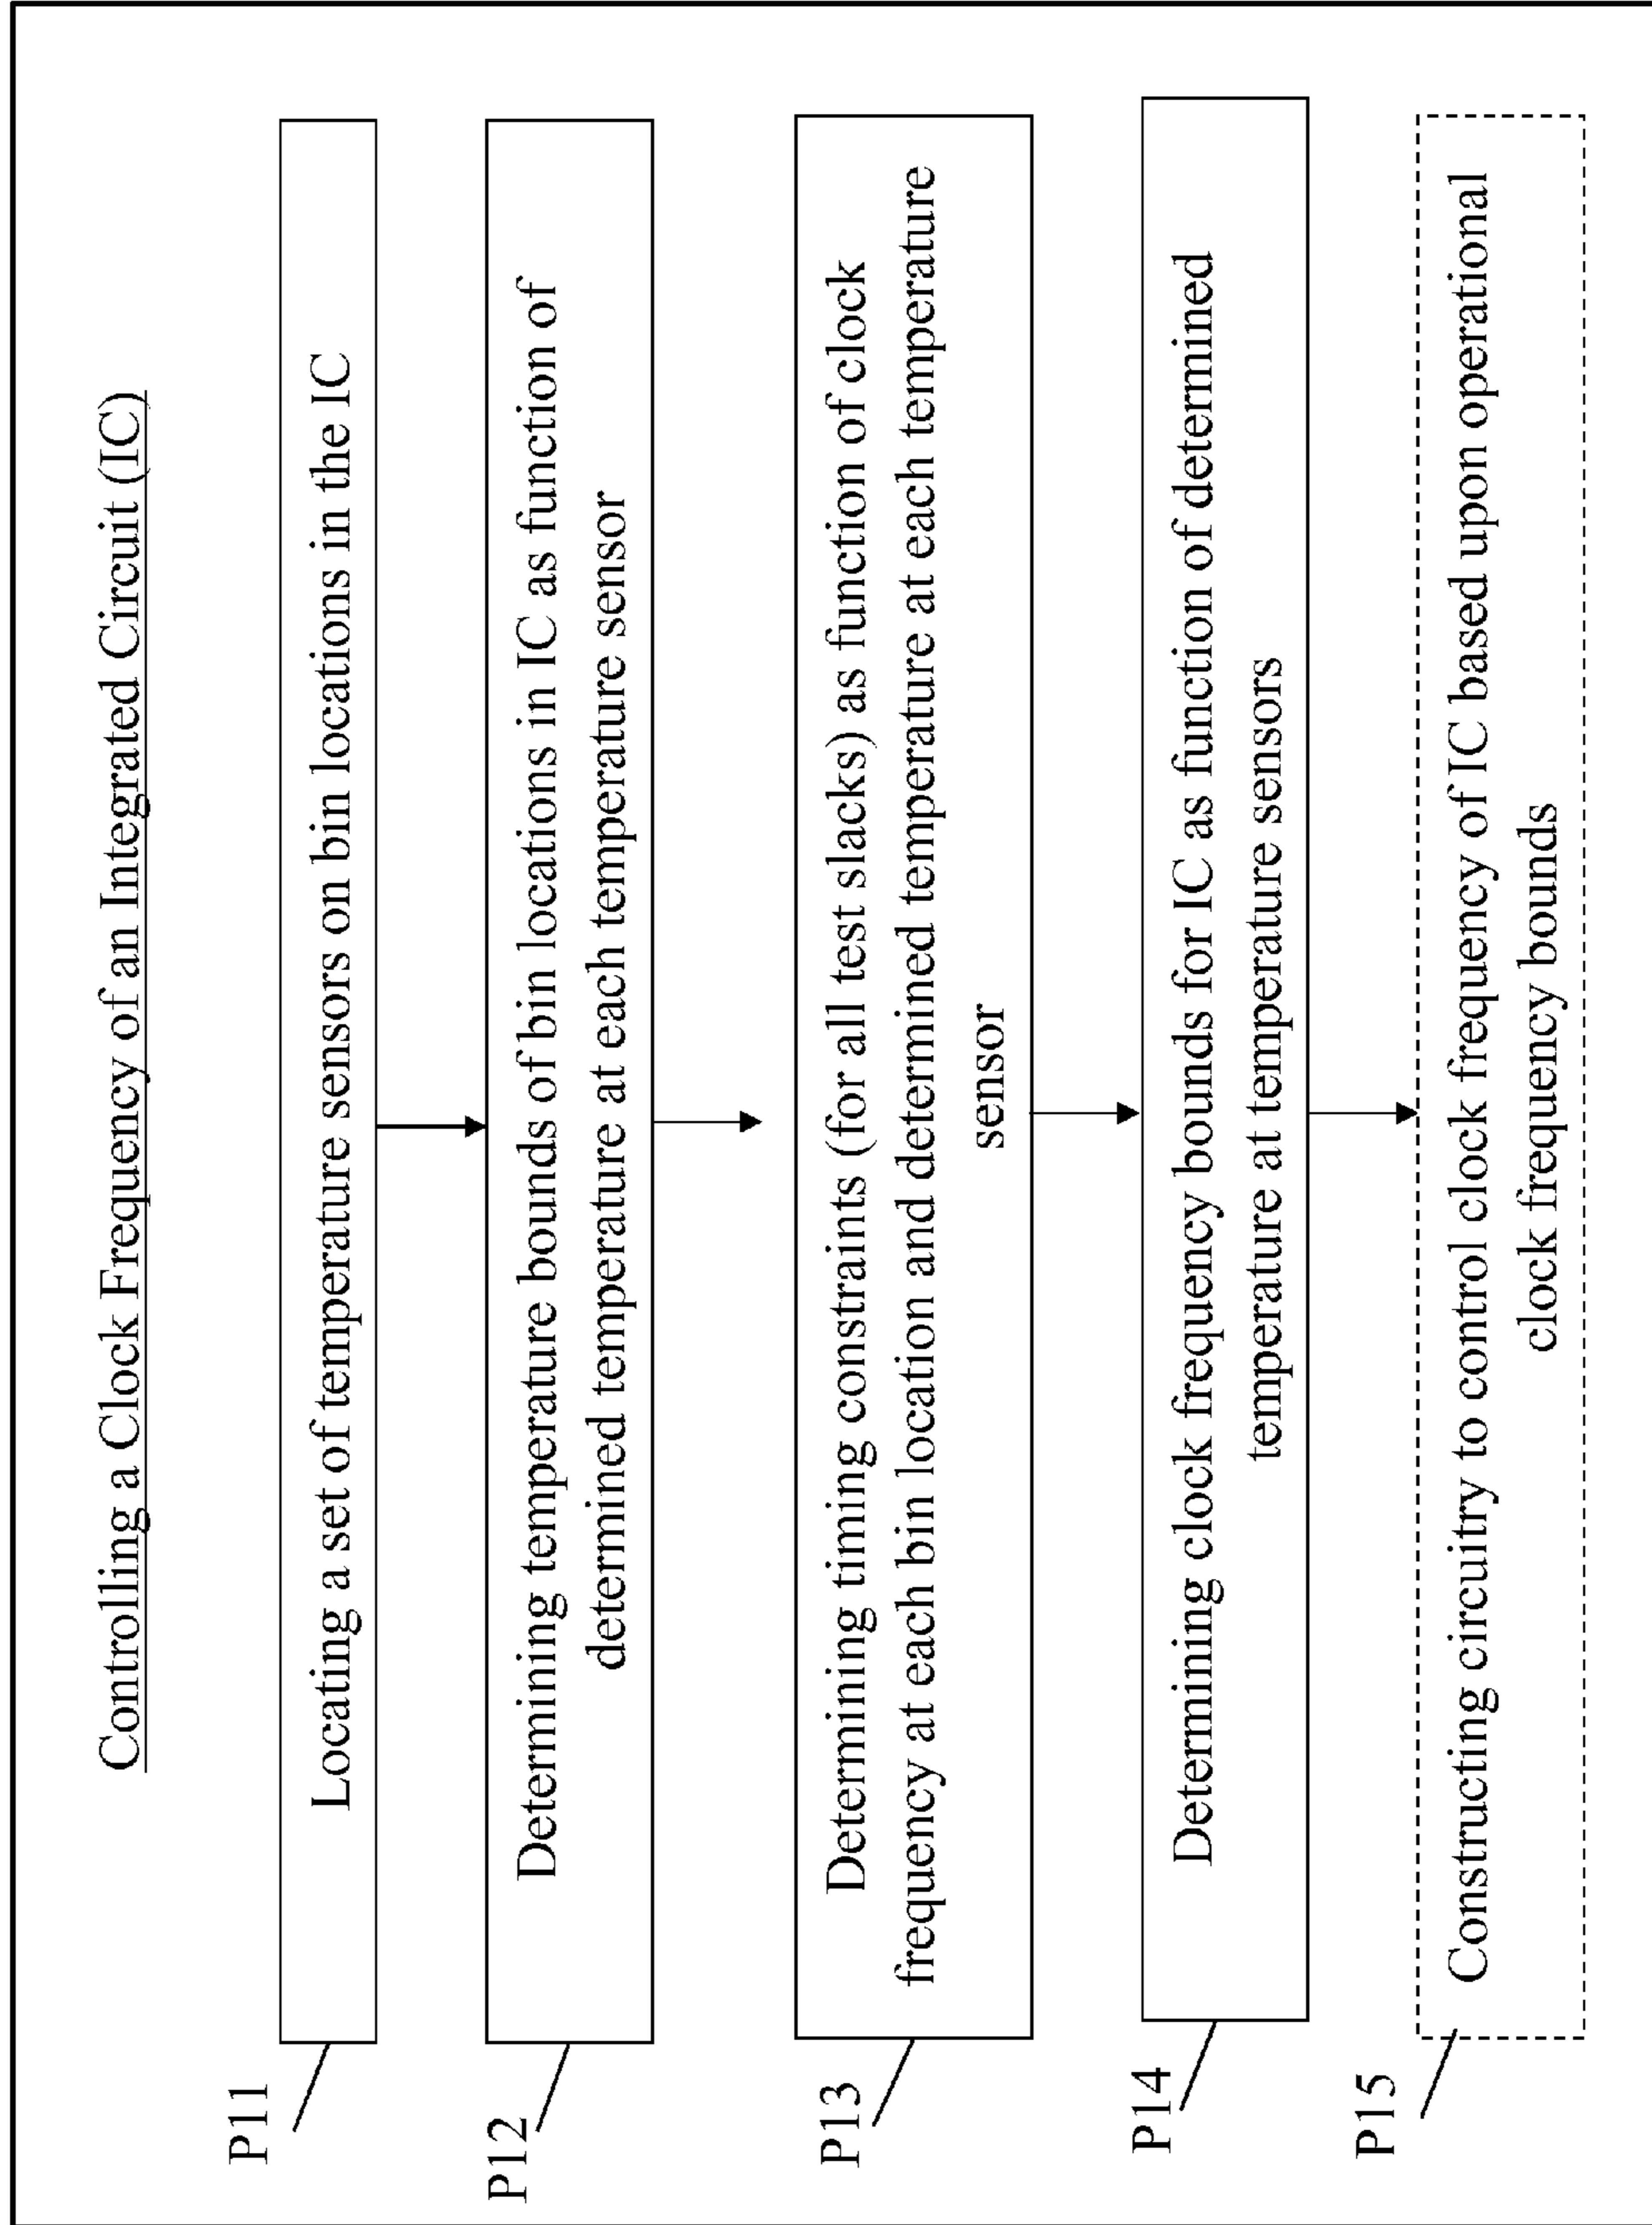 Controlling a Clock Frequency of an Integrated Circuit (IC)
P11
Locating a set of temperature sensors on bin locations in the IC
P12
Determining temperature bounds of bin locations in IC as function of
determined temperature at each temperature sensor
P13
Determining timing constraints (for all test slacks) as function of clock
frequency at each bin location and determined temperature at each temperature
sensor
P14
Determining clock frequency bounds for IC as function of determined
temperature at temperature sensors
P15
Constructing circuitry to control clock frequency of IC based upon operational
clock frequency bounds